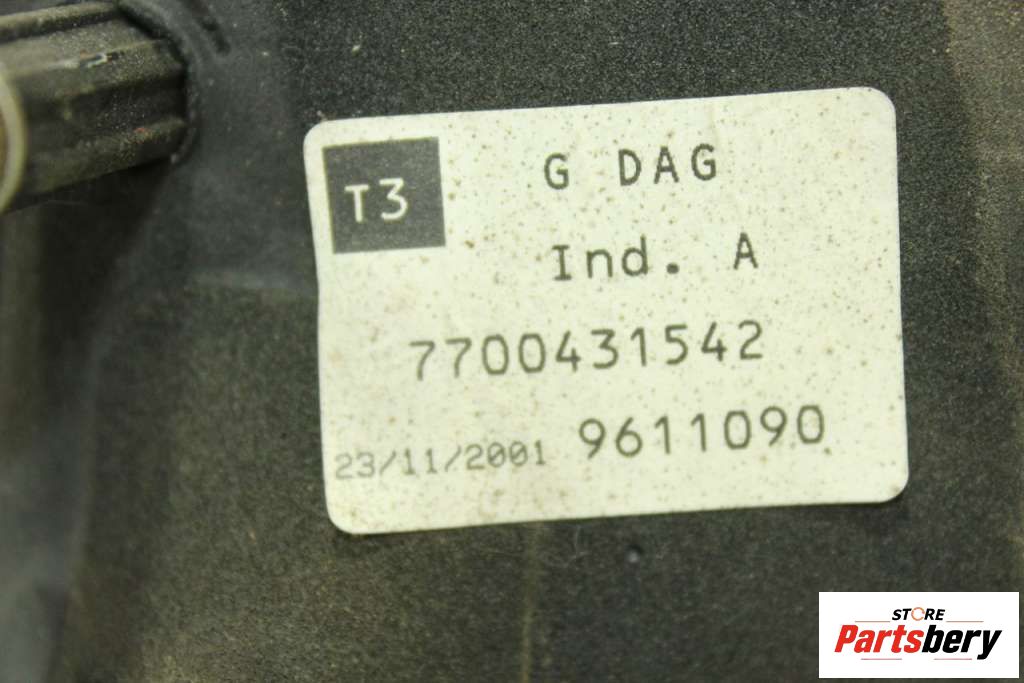 T3
G DAG
Ind. A
7700431542
23/11/2001 9611090
STORE
Partsbery